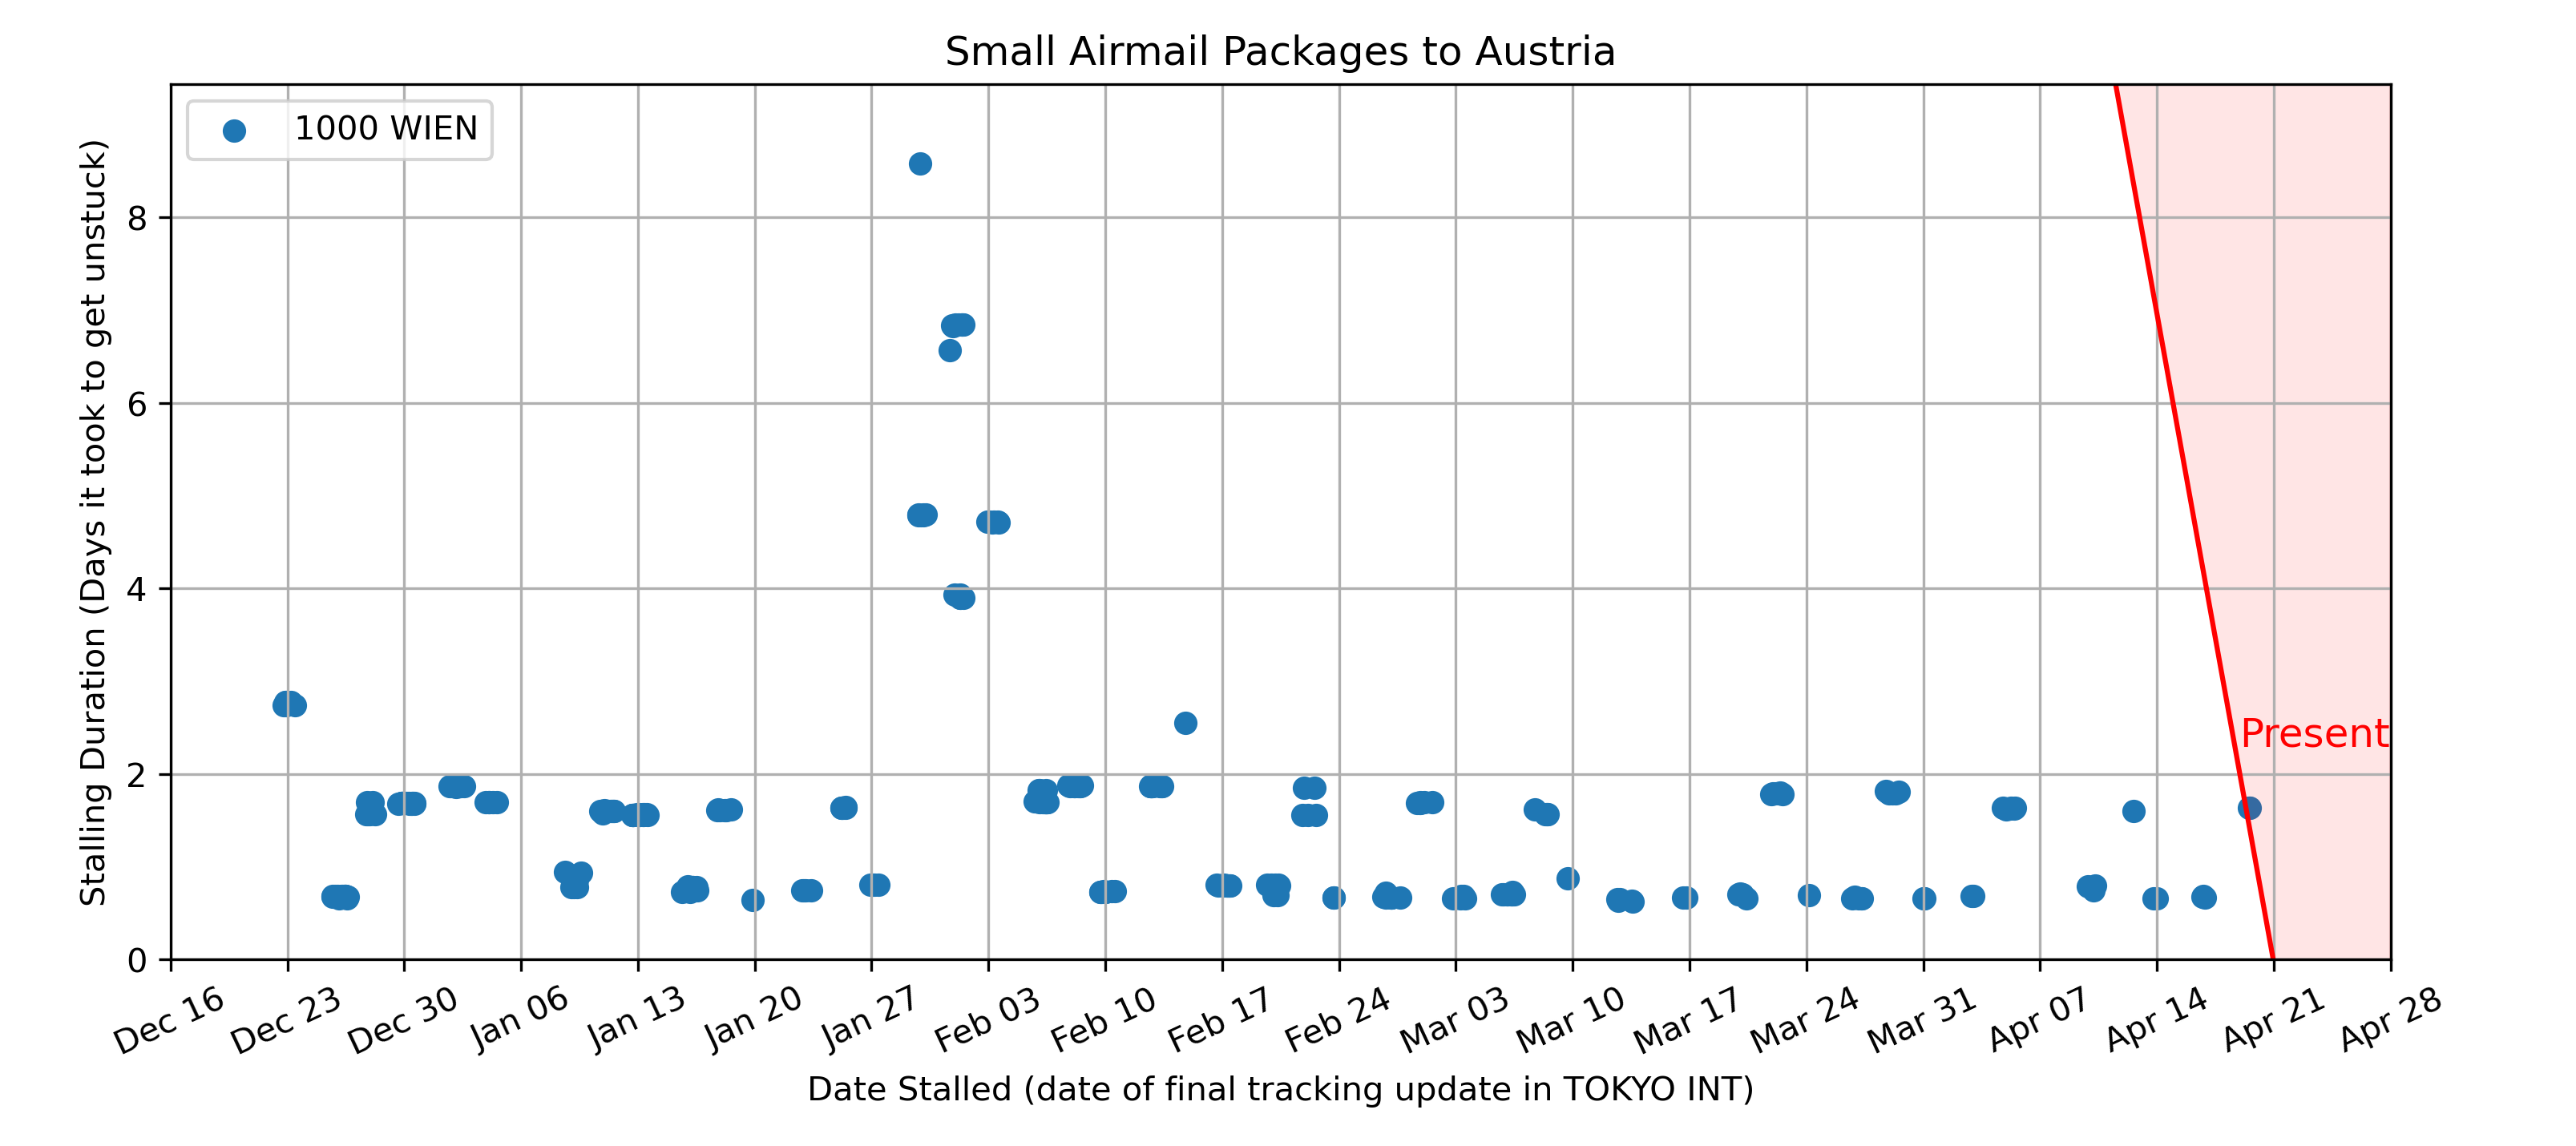 Small Airmail Packages to Austria
1000 WIEN
Stalling Duration (Days it took to get unstuck)
8
6
4
2
0
Present
Dec 16
Dec 23
Dec 30
Jan 06
Jan 13
Jan 20
Jan 27
Feb 03
Feb 10
Feb 17
Feb 24
Mar 03
Mar 10
Mar 17
Mar 24
Mar 31
Apr 07
Apr 14
Apr 21
Apr 28
Date Stalled (date of final tracking update in TOKYO INT)